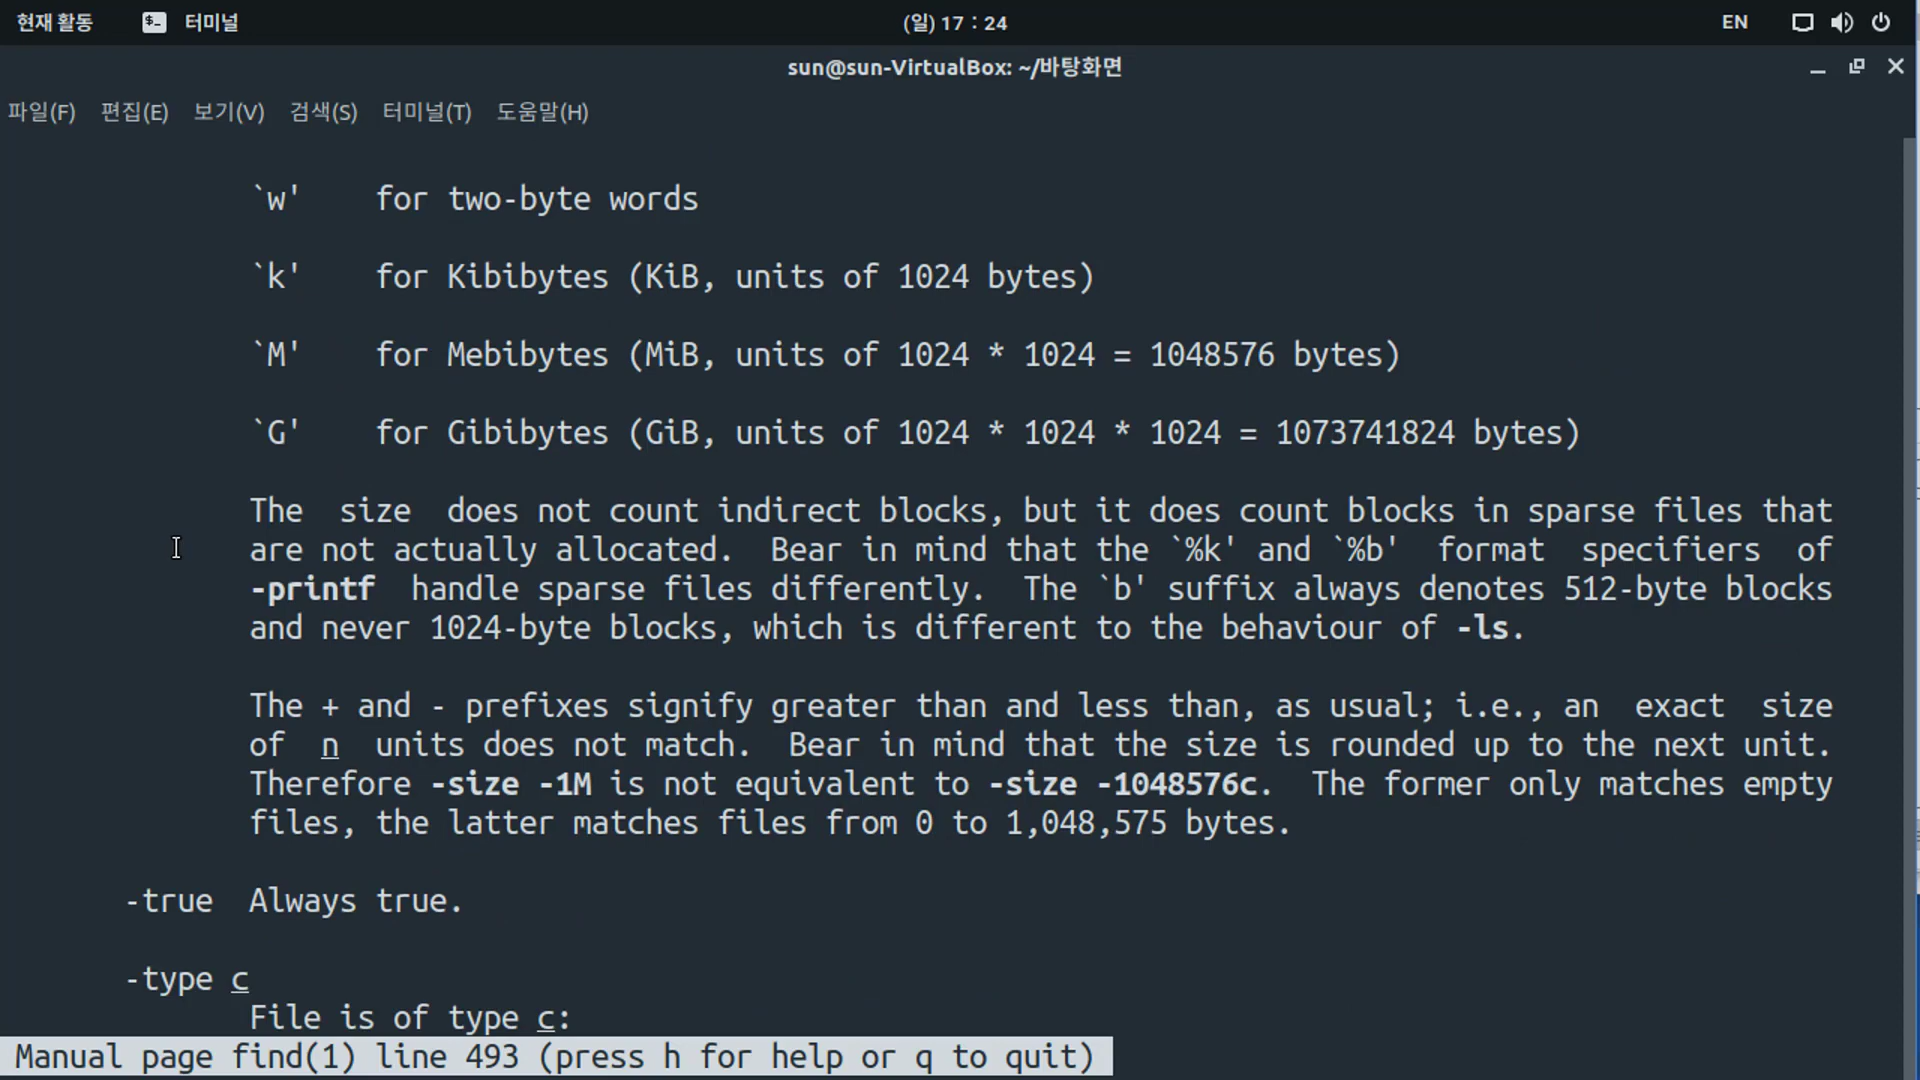 현재 활동 터미널 (일) 17 : 24 EN
sun@sun-VirtualBox: ~/바탕화면
파일(F) 편집(E) 보기(V) 검색(S) 터미널(T) 도움말(H)
`w' for two-byte words
`k' for Kibibytes (KiB, units of 1024 bytes)
`M' for Mebibytes (MiB, units of 1024 * 1024 = 1048576 bytes)
`G' for Gibibytes (GiB, units of 1024 * 1024 * 1024 = 1073741824 bytes)
The size does not count indirect blocks, but it does count blocks in sparse files that
are not actually allocated. Bear in mind that the `%k' and `%b' format specifiers of
-printf handle sparse files differently. The `b' suffix always denotes 512-byte blocks
and never 1024-byte blocks, which is different to the behaviour of -ls.
The + and - prefixes signify greater than and less than, as usual; i.e., an exact size
of n units does not match. Bear in mind that the size is rounded up to the next unit.
Therefore -size -1M is not equivalent to -size -1048576c. The former only matches empty
files, the latter matches files from 0 to 1,048,575 bytes.
-true Always true.
-type c
File is of type c:
Manual page find(1) line 493 (press h for help or q to quit)